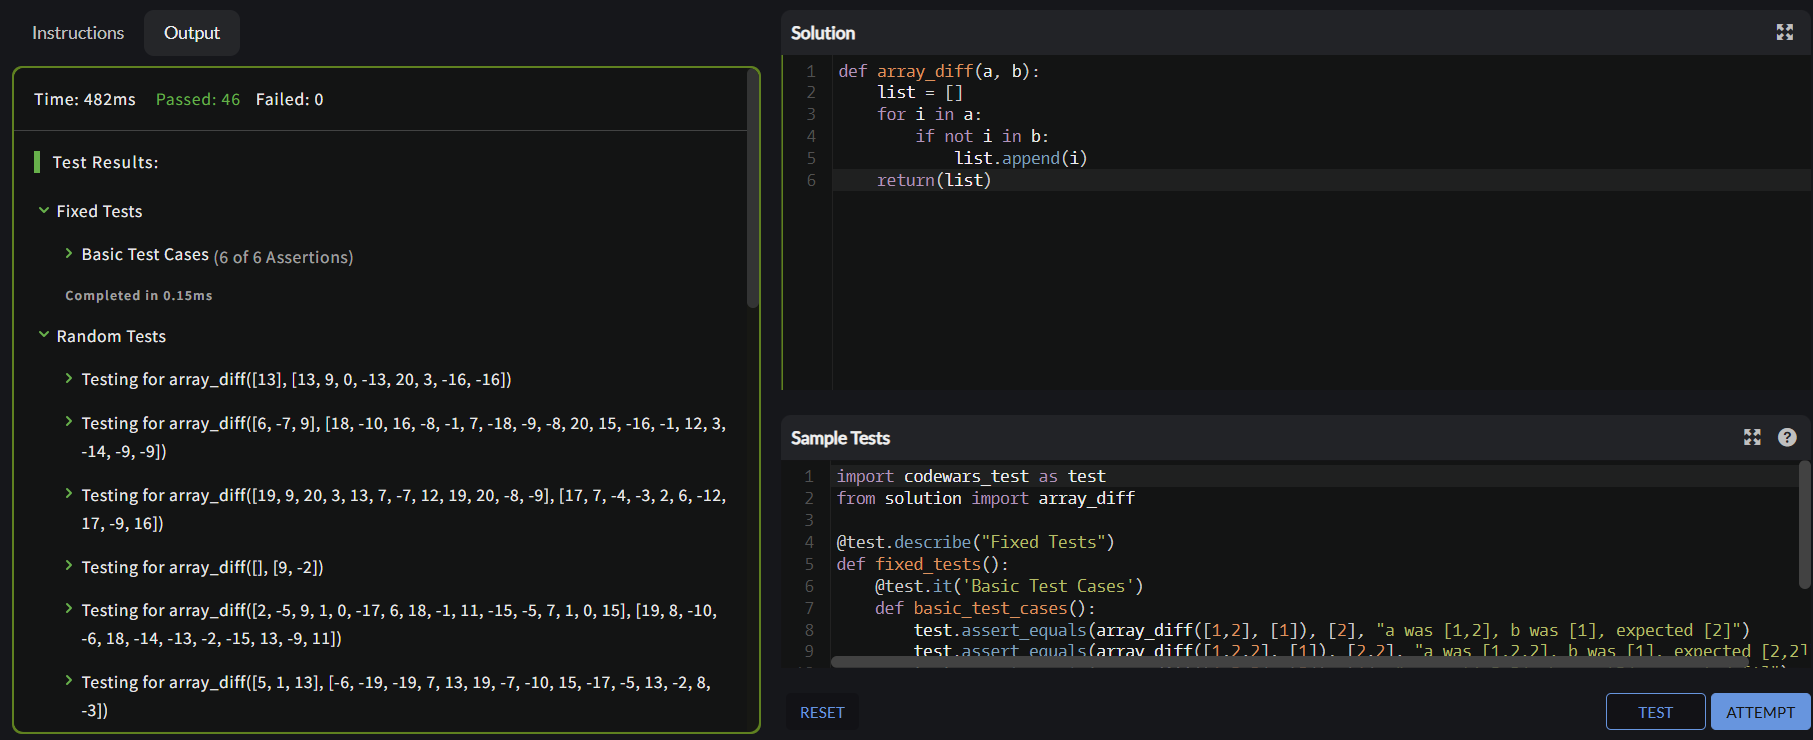 Instructions
Output
Time: 482ms Passed: 46 Failed: 0
Test Results:
Fixed Tests
Basic Test Cases (6 of 6 Assertions)
Completed in 0.15ms
Random Tests
Testing for array_diff([13], [13, 9, 0, -13, 20, 3, -16, -16])
Testing for array_diff([6, -7, 9], [18, -10, 16, -8, -1, 7, -18, -9, -8, 20, 15, -16, -1, 12, 3,
-14, -9, -9])
Testing for array_diff([19, 9, 20, 3, 13, 7, -7, 12, 19, 20, -8, -9], [17, 7, -4, -3, 2, 6, -12,
17, -9, 16])
Testing for array_diff([], [9, -2])
Testing for array_diff([2, -5, 9, 1, 0, -17, 6, 18, -1, 11, -15, -5, 7, 1, 0, 15], [19, 8, -10,
-6, 18, -14, -13, -2, -15, 13, -9, 11])
Testing for array_diff([5, 1, 13], [-6, -19, -19, 7, 13, 19, -7, -10, 15, -17, -5, 13, -2, 8,
-3])
Solution
1 def array_diff(a, b):
2     list = []
3     for i in a:
4         if not i in b:
5             list.append(i)
6     return(list)
Sample Tests
?
1 import codewars_test as test
2 from solution import array_diff
3
4 @test.describe("Fixed Tests")
5 def fixed_tests():
6     @test.it('Basic Test Cases')
7     def basic_test_cases():
8         test.assert_equals(array_diff([1,2], [1]), [2], "a was [1,2], b was [1], expected [2]")
9         test.assert_equals(array_diff([1,2,2], [1]), [2,2], "a was [1,2,2], b was [1], expected [2,2]
RESET
TEST
ATTEMPT